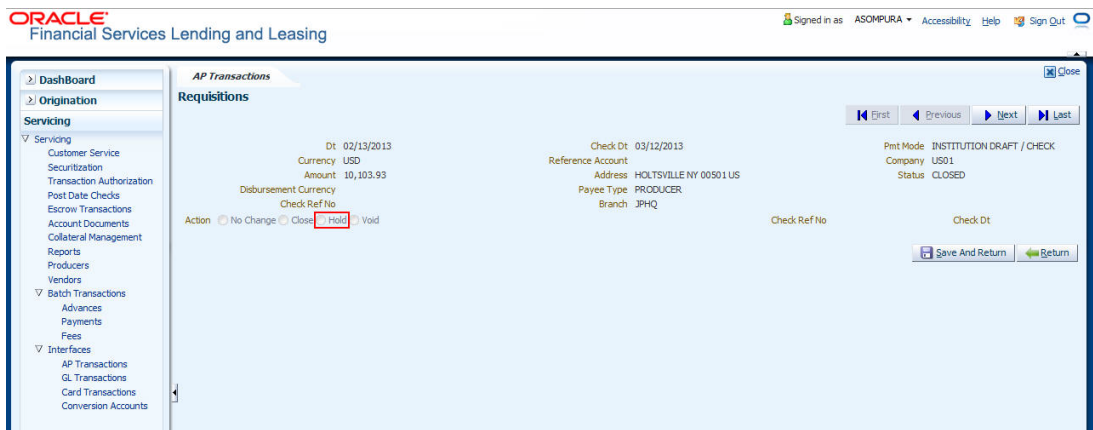 ORACLE
Financial Services Lending and Leasing
Signed in as ASOMPURA Accessibility Help Sign Out
DashBoard
Origination
Servicing
Servicing
Customer Service
Securitization
Transaction Authorization
Post Date Checks
Escrow Transactions
Account Documents
Collateral Management
Reports
Producers
Vendors
Batch Transactions
Advances
Payments
Fees
Interfaces
AP Transactions
GL Transactions
Card Transactions
Conversion Accounts
AP Transactions
Close
Requisitions
First Previous Next Last
Dt 02/13/2013 Check Dt 03/12/2013 Pmt Mode INSTITUTION DRAFT / CHECK
Currency USD Reference Account Company US01
Amount 10,103.93 Address HOLTSVILLE NY 00501 US Status CLOSED
Disbursement Currency Payee Type PRODUCER
Check Ref No Branch JPHQ
Action No Change Close Hold Void Check Ref No Check Dt
Save And Return Return